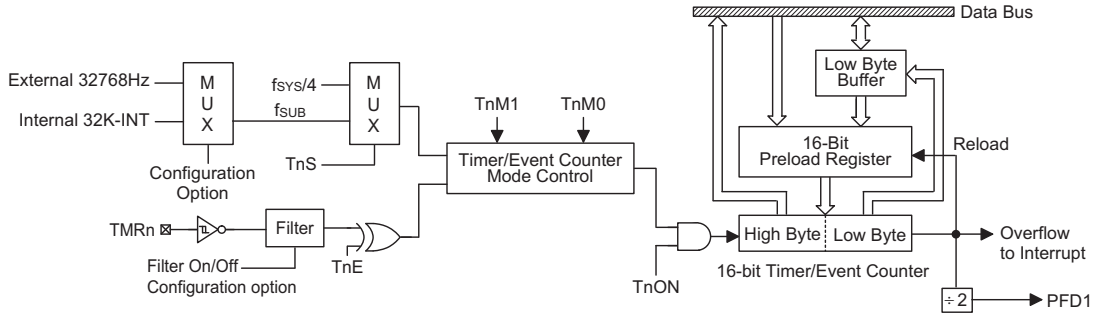 Data Bus
External 32768Hz
Internal 32K-INT
M
U
X
Configuration
Option
fSYS/4
fSUB
M
U
X
TnS
TnM1
TnM0
Timer/Event Counter
Mode Control
Low Byte
Buffer
16-Bit
Preload Register
Reload
TMRn
Filter
Filter On/Off
Configuration option
TnE
TnON
High Byte
Low Byte
16-bit Timer/Event Counter
Overflow
to Interrupt
÷2
PFD1